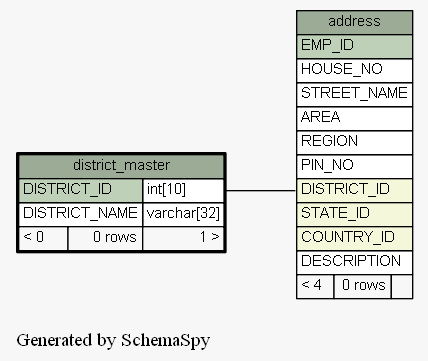 address
EMP_ID
HOUSE_NO
STREET_NAME
AREA
REGION
PIN_NO
DISTRICT_ID
STATE_ID
COUNTRY_ID
DESCRIPTION
< 4 0 rows
district_master
DISTRICT_ID int[10]
DISTRICT_NAME varchar[32]
< 0 0 rows 1 >
Generated by SchemaSpy